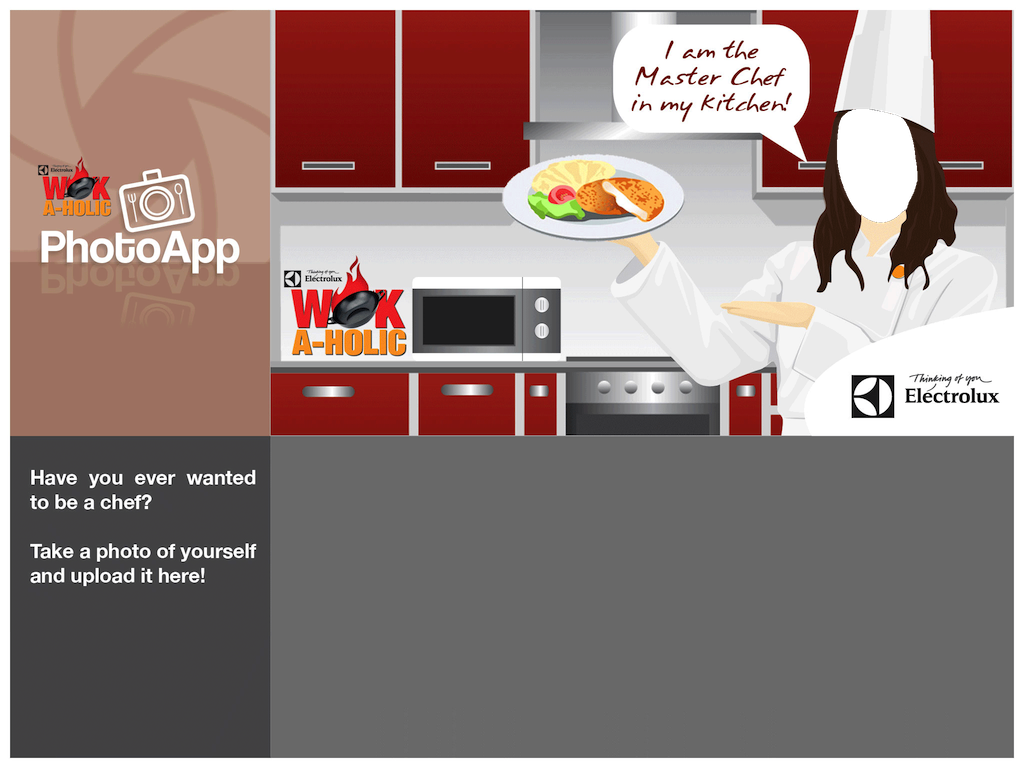 Thinking of you
Electrolux
WOK
A-HOLIC
PhotoApp
I am the
Master Chef
in my Kitchen!
Thinking of you
Electrolux
WOK
A-HOLIC
Thinking of you
Electrolux
Have you ever wanted
to be a chef?
Take a photo of yourself
and upload it here!